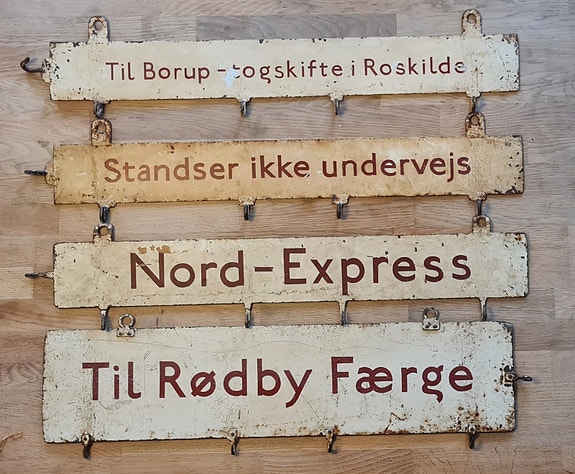 Til Borup - togskifte i Roskilde
Standser ikke undervejs
Nord-Express
Til Rødby Færge